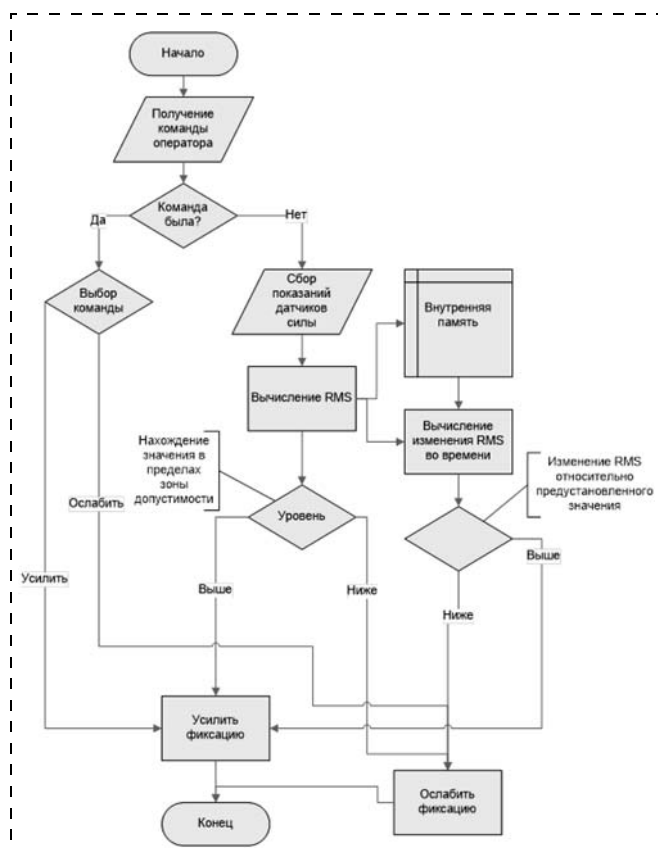 Начало
Получение
команды
оператора
Команда
была?
Да
Нет
Выбор
команды
Сбор
показаний
датчиков
силы
Внутренняя
память
Вычисление RMS
Вычисление
изменения RMS
во времени
Нахождение
значения в
пределах
зоны
допустимости
Изменение RMS
относительно
предустановленного
значения
Ослабить
Уровень
Усилить
Выше
Ниже
Выше
Ниже
Усилить
фиксацию
Ослабить
фиксацию
Конец